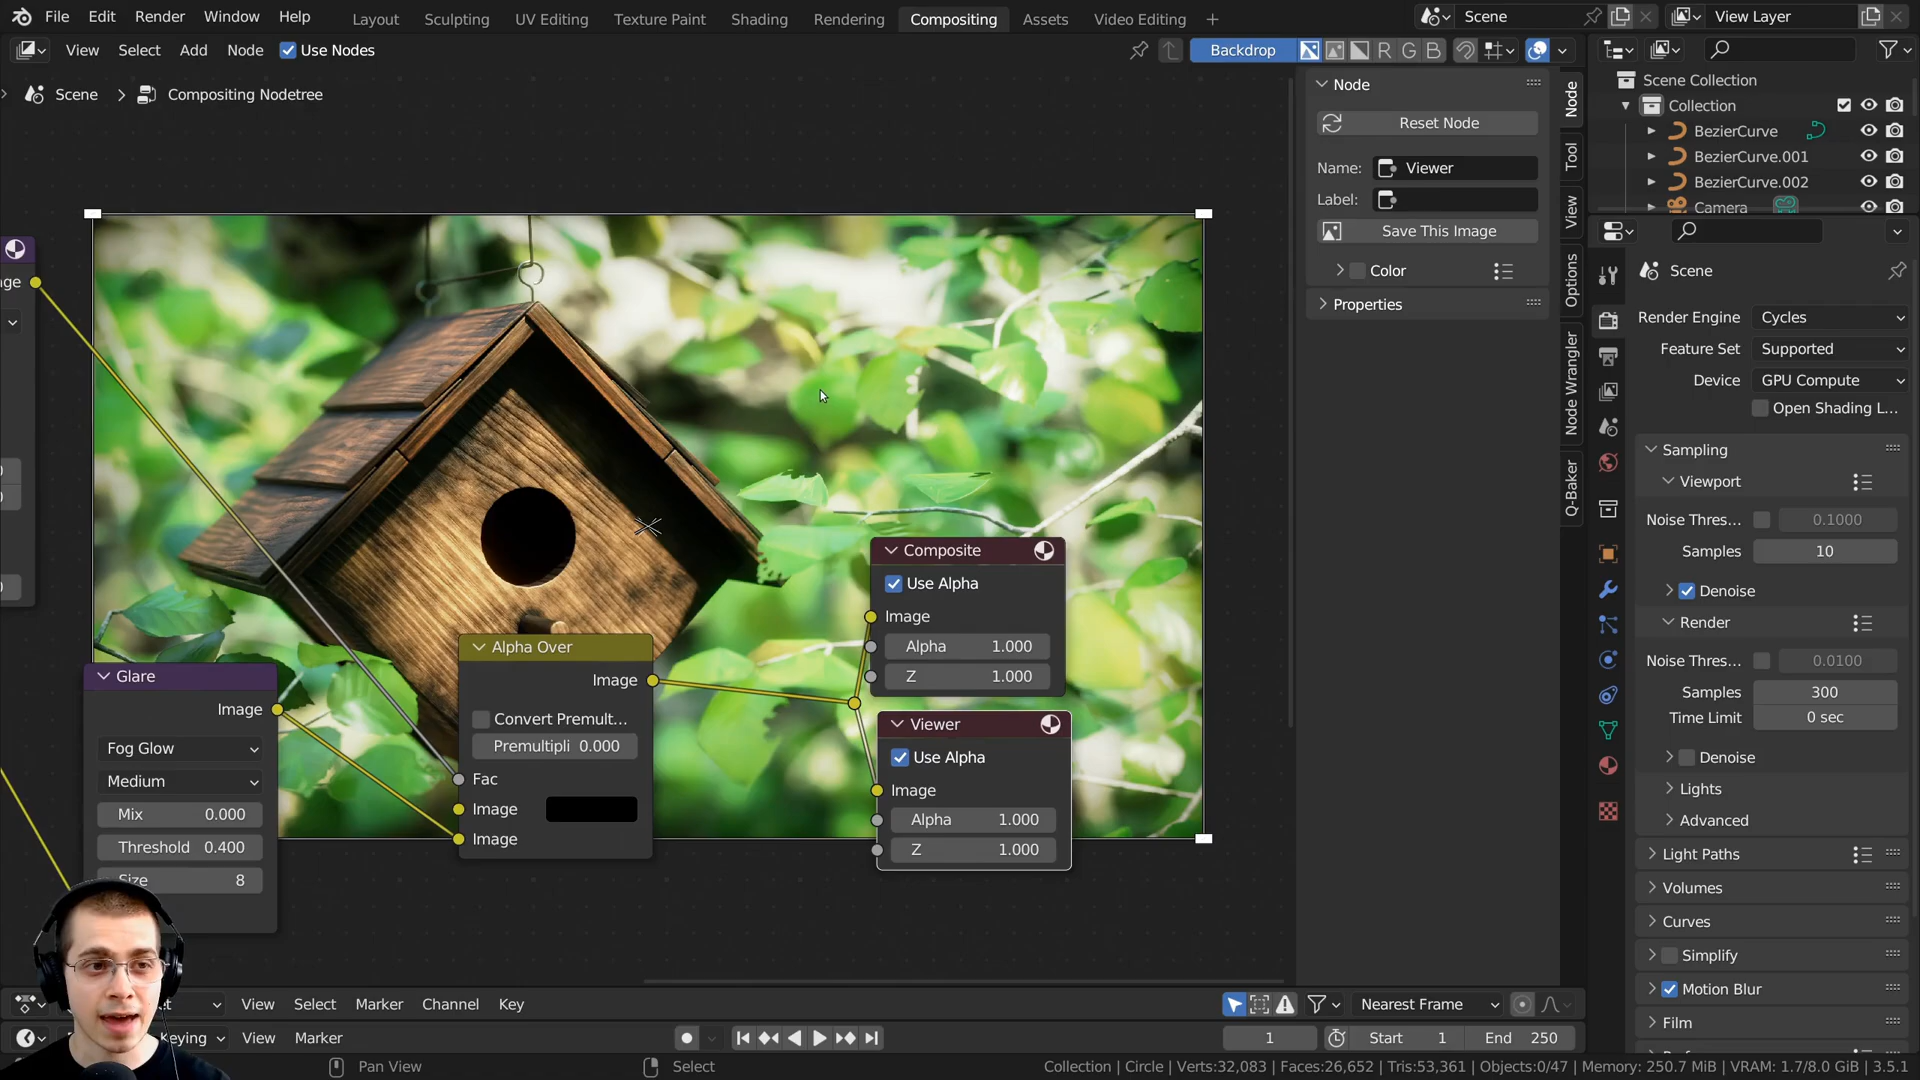 File Edit Render Window Help Layout Sculpting UV Editing Texture Paint Shading Rendering Compositing Assets Video Editing + Scene View Layer
View Select Add Node Use Nodes Backdrop R G B
Scene > Compositing Nodetree
Node
Reset Node
Name: Viewer
Label:
Save This Image
Color
Properties
Node
Tool
View
Options
Node Wrangler
Q-Baker
Scene Collection
Collection
BezierCurve
BezierCurve.001
BezierCurve.002
Camera
Scene
Render Engine Cycles
Feature Set Supported
Device GPU Compute
Open Shading L...
Sampling
Viewport
Noise Thres... 0.1000
Samples 10
Denoise
Render
Noise Thres... 0.0100
Samples 300
Time Limit 0 sec
Denoise
Lights
Advanced
Light Paths
Volumes
Curves
Simplify
Motion Blur
Film
Composite
Use Alpha
Image
Alpha 1.000
Z 1.000
Viewer
Use Alpha
Image
Alpha 1.000
Z 1.000
Alpha Over
Image
Convert Premult...
Premultipli 0.000
Fac
Image
Image
Glare
Image
Fog Glow
Medium
Mix 0.000
Threshold 0.400
Size 8
View Select Marker Channel Key Nearest Frame
Keying View Marker 1 Start 1 End 250
Pan View Select Collection | Circle | Verts:32,083 | Faces:26,652 | Tris:53,361 | Objects:0/47 | Memory: 250.7 MiB | VRAM: 1.7/8.0 GiB | 3.5.1